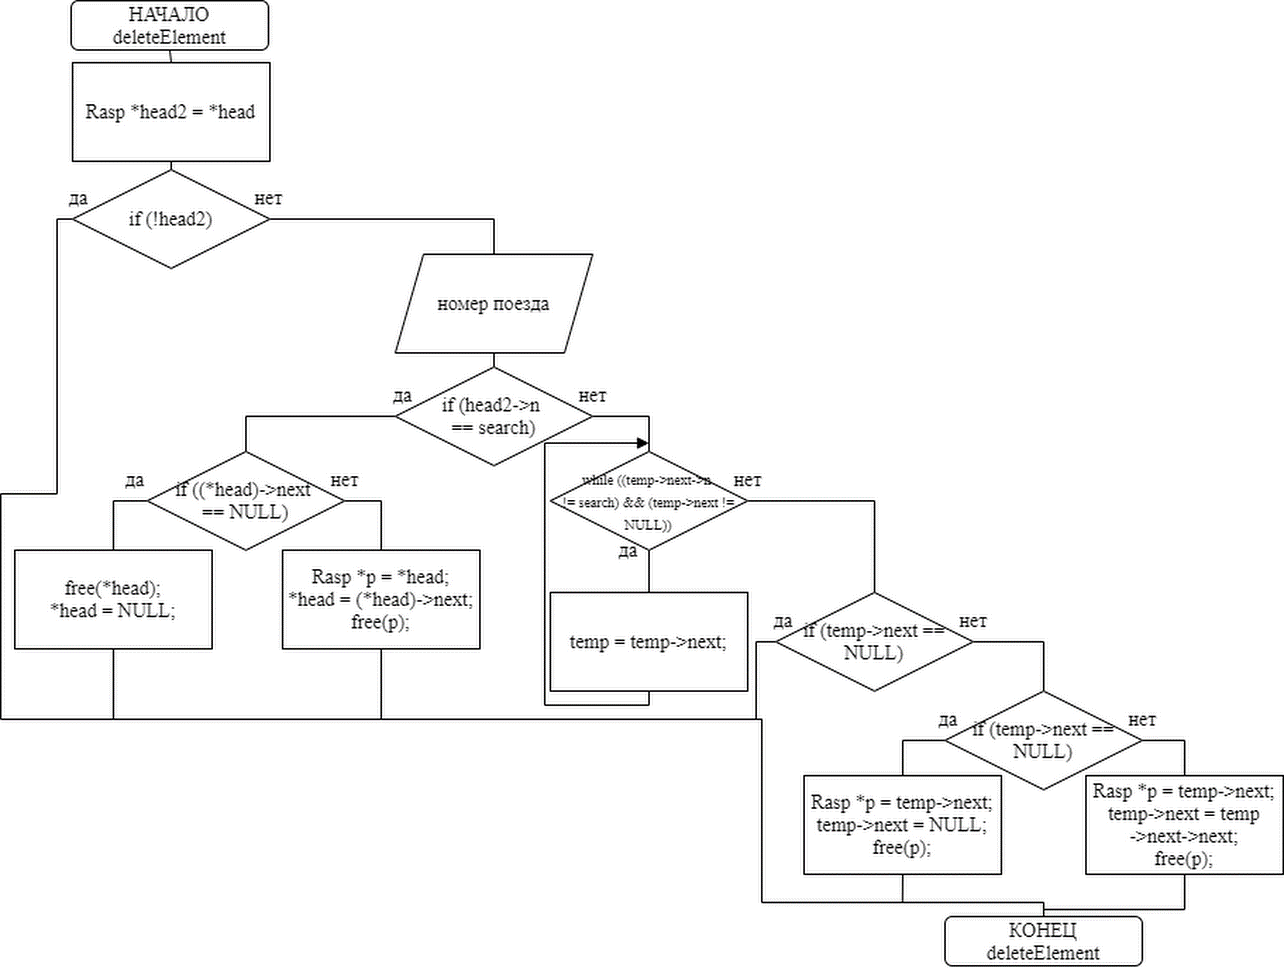 НАЧАЛО
deleteElement
Rasp *head2 = *head
да
нет
if (!head2)
номер поезда
да
нет
if (head2->n
== search)
да
нет
if ((*head)->next
== NULL)
while ((temp->next->n
!= search) && (temp->next !=
NULL))
нет
да
free(*head);
*head = NULL;
Rasp *p = *head;
*head = (*head)->next;
free(p);
temp = temp->next;
да
нет
if (temp->next ==
NULL)
да
нет
if (temp->next ==
NULL)
Rasp *p = temp->next;
temp->next = NULL;
free(p);
Rasp *p = temp->next;
temp->next = temp
->next->next;
free(p);
КОНЕЦ
deleteElement